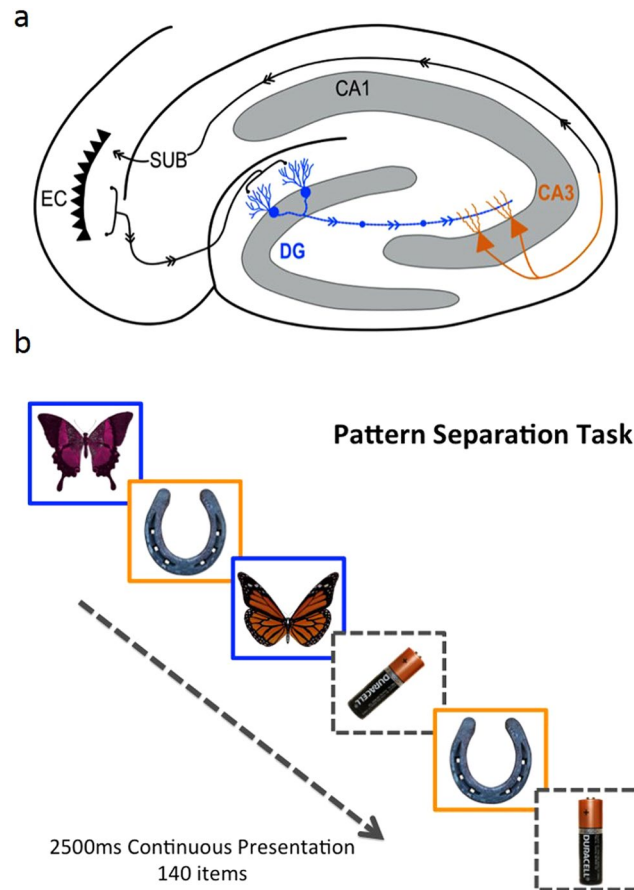 a
CA1
SUB
EC
CA3
DG
b
Pattern Separation Task
DURACELL
DURACELL
2500ms Continuous Presentation
140 items